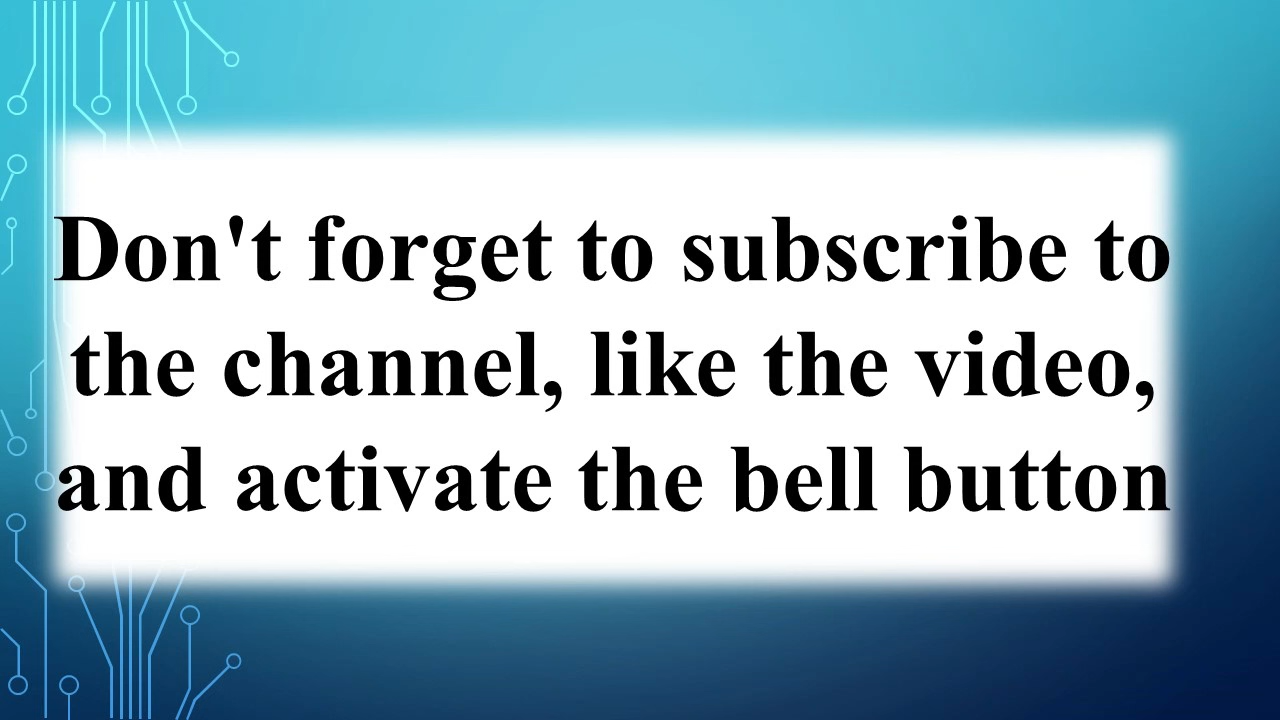 Don't forget to subscribe to
the channel, like the video,
and activate the bell button